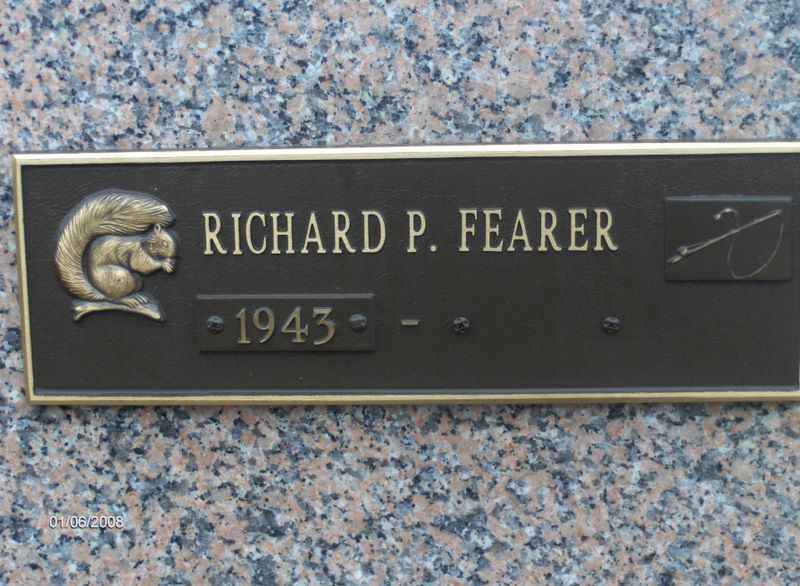 RICHARD P. FEARER
1943 -
01/06/2008